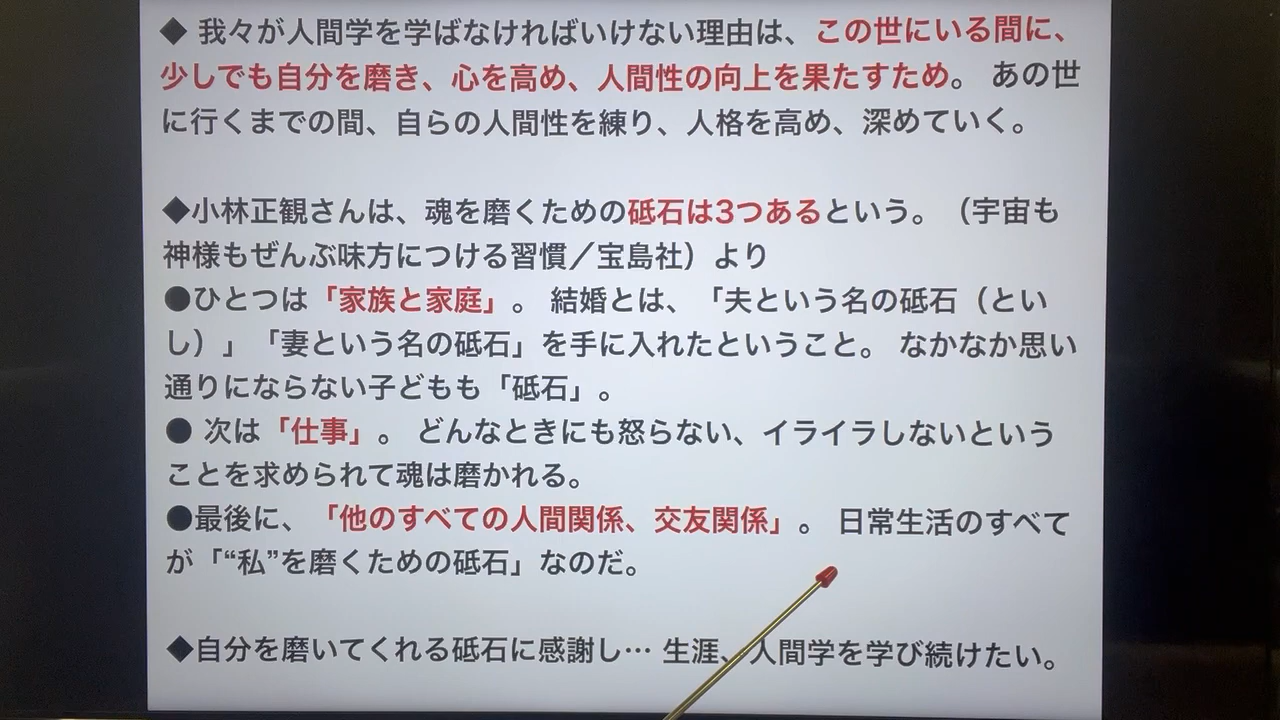 ◆ 我々が人間学を学ばなければいけない理由は、この世にいる間に、
少しでも自分を磨き、心を高め、人間性の向上を果たすため。 あの世
に行くまでの間、自らの人間性を練り、人格を高め、深めていく。
◆小林正観さんは、魂を磨くための砥石は3つあるという。（宇宙も
神様もぜんぶ味方につける習慣／宝島社）より
●ひとつは「家族と家庭」。 結婚とは、「夫という名の砥石（とい
し）」「妻という名の砥石」を手に入れたということ。 なかなか思い
通りにならない子どもも「砥石」。
● 次は「仕事」。 どんなときにも怒らない、イライラしないという
ことを求められて魂は磨かれる。
●最後に、「他のすべての人間関係、交友関係」。 日常生活のすべて
が「“私”を磨くための砥石」なのだ。
◆自分を磨いてくれる砥石に感謝し… 生涯、人間学を学び続けたい。